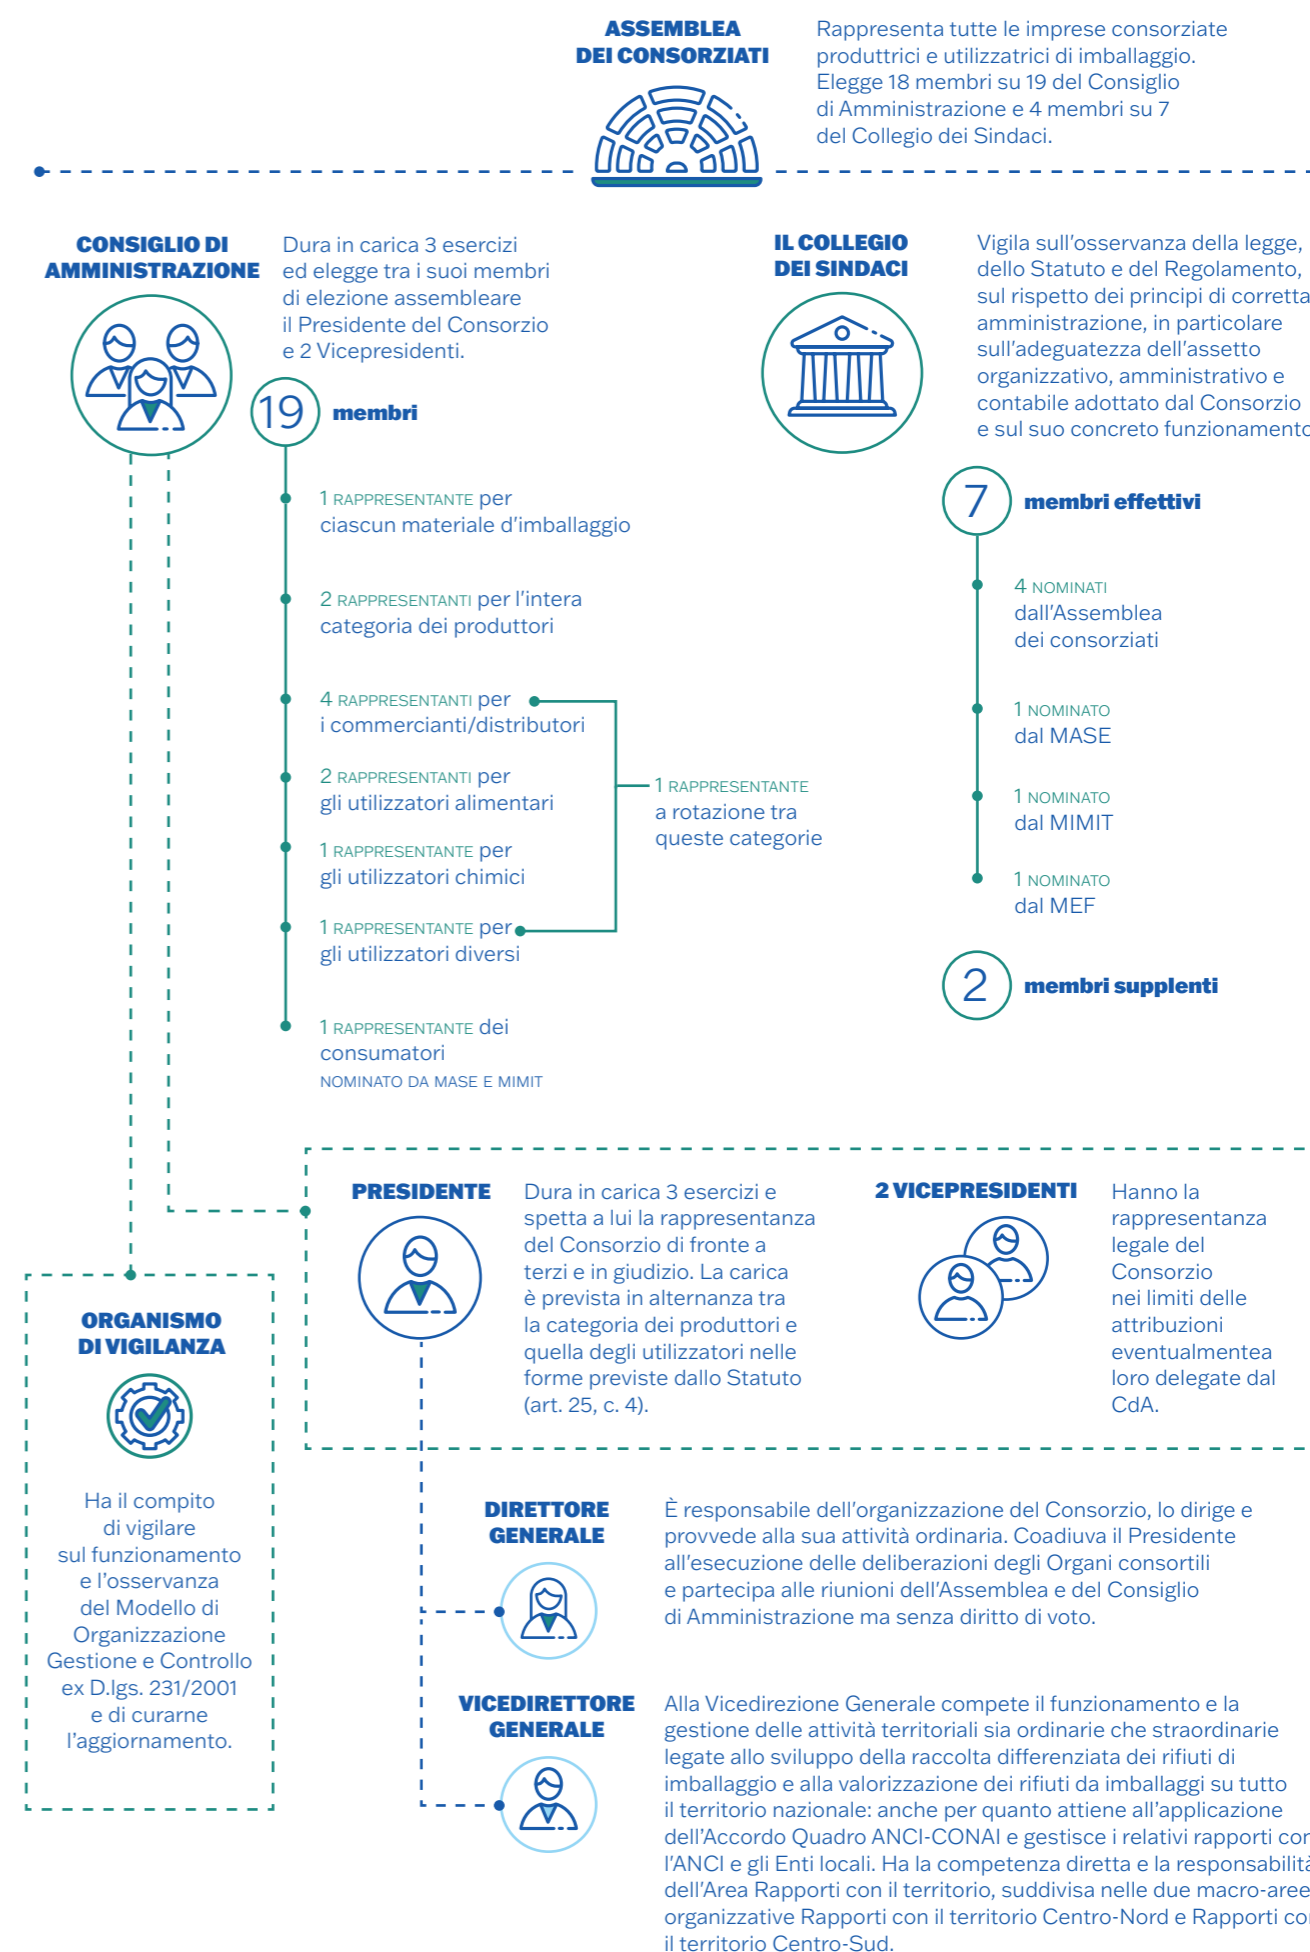 ASSEMBLEA
DEI CONSORZIATI
Rappresenta tutte le imprese consorziate
produttrici e utilizzatrici di imballaggio.
Elegge 18 membri su 19 del Consiglio
di Amministrazione e 4 membri su 7
del Collegio dei Sindaci.
CONSIGLIO DI
AMMINISTRAZIONE
Dura in carica 3 esercizi
ed elegge tra i suoi membri
di elezione assembleare
il Presidente del Consorzio
e 2 Vicepresidenti.
19 membri
1 RAPPRESENTANTE per
ciascun materiale d'imballaggio
2 RAPPRESENTANTI per l'intera
categoria dei produttori
4 RAPPRESENTANTI per
i commercianti/distributori
2 RAPPRESENTANTI per
gli utilizzatori alimentari
1 RAPPRESENTANTE per
gli utilizzatori chimici
1 RAPPRESENTANTE per
gli utilizzatori diversi
1 RAPPRESENTANTE
a rotazione tra
queste categorie
1 RAPPRESENTANTE dei
consumatori
NOMINATO DA MASE E MIMIT
IL COLLEGIO
DEI SINDACI
Vigila sull'osservanza della legge,
dello Statuto e del Regolamento,
sul rispetto dei principi di corretta
amministrazione, in particolare
sull'adeguatezza dell'assetto
organizzativo, amministrativo e
contabile adottato dal Consorzio
e sul suo concreto funzionamento
7 membri effettivi
4 NOMINATI
dall'Assemblea
dei consorziati
1 NOMINATO
dal MASE
1 NOMINATO
dal MIMIT
1 NOMINATO
dal MEF
2 membri supplenti
PRESIDENTE
Dura in carica 3 esercizi e
spetta a lui la rappresentanza
del Consorzio di fronte a
terzi e in giudizio. La carica
è prevista in alternanza tra
la categoria dei produttori e
quella degli utilizzatori nelle
forme previste dallo Statuto
(art. 25, c. 4).
2 VICEPRESIDENTI
Hanno la
rappresentanza
legale del
Consorzio
nei limiti delle
attribuzioni
eventualmentea
loro delegate dal
CdA.
ORGANISMO
DI VIGILANZA
Ha il compito
di vigilare
sul funzionamento
e l'osservanza
del Modello di
Organizzazione
Gestione e Controllo
ex D.lgs. 231/2001
e di curarne
l'aggiornamento.
DIRETTORE
GENERALE
È responsabile dell'organizzazione del Consorzio, lo dirige e
provvede alla sua attività ordinaria. Coadiuva il Presidente
all'esecuzione delle deliberazioni degli Organi consortili
e partecipa alle riunioni dell'Assemblea e del Consiglio
di Amministrazione ma senza diritto di voto.
VICEDIRETTORE
GENERALE
Alla Vicedirezione Generale compete il funzionamento e la
gestione delle attività territoriali sia ordinarie che straordinarie
legate allo sviluppo della raccolta differenziata dei rifiuti di
imballaggio e alla valorizzazione dei rifiuti da imballaggi su tutto
il territorio nazionale: anche per quanto attiene all'applicazione
dell'Accordo Quadro ANCI-CONAI e gestisce i relativi rapporti con
l'ANCI e gli Enti locali. Ha la competenza diretta e la responsabilità
dell'Area Rapporti con il territorio, suddivisa nelle due macro-aree
organizzative Rapporti con il territorio Centro-Nord e Rapporti con
il territorio Centro-Sud.